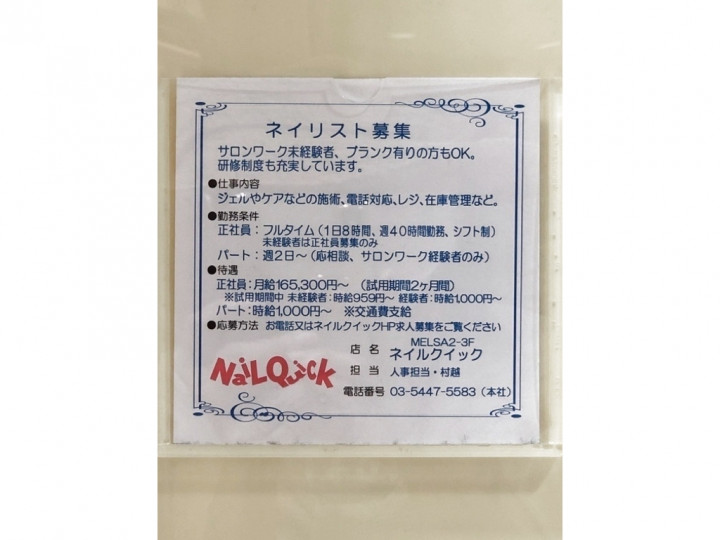 ネイリスト募集
サロンワーク未経験者、ブランク有りの方もOK。
研修制度も充実しています。
●仕事内容
ジェルやケアなどの施術、電話対応、レジ、在庫管理など。
●勤務条件
正社員：フルタイム（1日8時間、週40時間勤務、シフト制）
未経験者は正社員募集のみ
パート：週2日～（応相談、サロンワーク経験者のみ）
●待遇
正社員：月給165,300円～（試用期間2ヶ月間）
※試用期間中 未経験者：時給959円～ 経験者：時給1,000円～
パート：時給1,000円～ ※交通費支給
●応募方法 お電話又はネイルクイックHP求人募集をご覧ください
MELSA2-3F
店名 ネイルクイック
NaiLQuicK
担当 人事担当・村越
電話番号 03-5447-5583（本社）